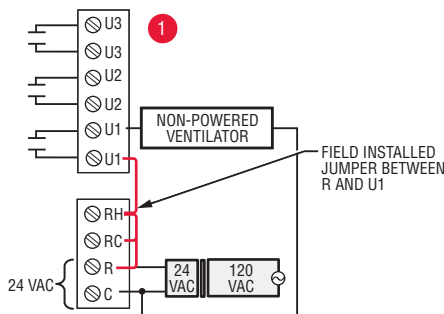 U3
1
U3
U2
U2
U1
NON-POWERED
VENTILATOR
U1
FIELD INSTALLED
JUMPER BETWEEN
R AND U1
RH
RC
R
24 VAC
C
24
VAC
120
VAC